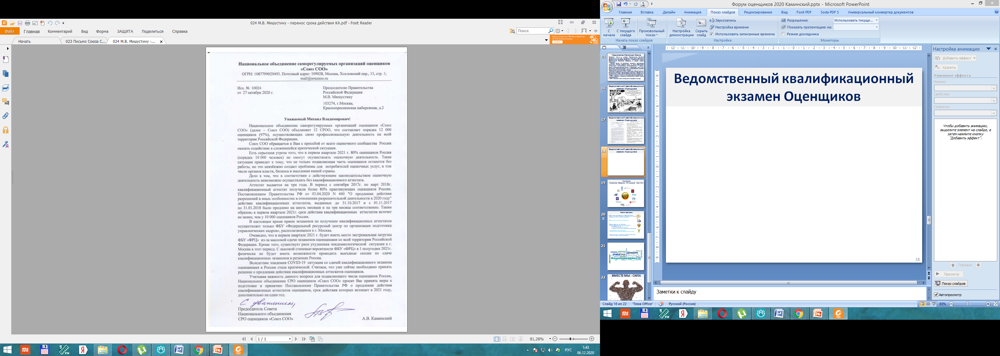 024 М.В. Мишустину - перенос срока действия КА.pdf - Foxit Reader
Файл
Главная
Комментарий
Вид
Форма
ЗАЩИТА
Поделиться
Справка
Поиск
Начать
023 Письмо Союза С...
024 М.В. Мишустину -...
Национальное объединение саморегулируемых организаций оценщиков
«Союз СОО»
ОГРН: 1087799029493. Почтовый адрес: 109028, Москва, Хохловский пер., 13, стр. 1;
mail@souzsoo.ru
Исх. № 10024
от 27 октября 2020 г.
Председателю Правительства
Российской Федерации
М.В. Мишустину
103274, г.Москва,
Краснопресненская набережная, д.2
Уважаемый Михаил Владимирович!
Национальное объединение саморегулируемых организаций оценщиков «Союз
СОО» (далее – Союз СОО) объединяет 12 СРОО, что составляет порядка 12 000
оценщиков (97%), осуществляющих свою профессиональную деятельность на всей
территории Российской Федерации.
Союз СОО обращается к Вам с просьбой от всего оценочного сообщества России
оказать содействие в сложившейся критической ситуации.
Есть серьезная угроза того, что в первом квартале 2021 г. 80% оценщиков России
(порядка 10 000 человек) не смогут осуществлять оценочную деятельность. Такая
ситуация приведет к тому, что не только подавляющая часть оценщиков останется без
работы, но это неизбежно создаст проблемы для потребителей оценочных услуг, в том
числе органов власти, бизнеса и населения нашей страны.
Дело в том, что в соответствии с действующим законодательством оценочную
деятельность невозможно осуществлять без квалификационного аттестата.
Аттестат выдается на три года. В период с сентября 2017г. по март 2018г.
квалификационный аттестат получили более 80% практикующих оценщиков России.
Постановлением Правительства РФ от 03.04.2020 N 440 "О продлении действия
разрешений и иных особенностях в отношении разрешительной деятельности в 2020 году"
действие квалификационных аттестатов, выданных до 31.10.2017 и с 01.11.2017
по 31.01.2018 было продлено на шесть месяцев и на три месяца соответственно. Таким
образом, в первом квартале 2021г. срок действия квалификационных аттестатов истечет
не менее, чем у 10 000 оценщиков России.
В настоящее время прием экзаменов на получение квалификационных аттестатов
осуществляет только ФБУ «Федеральный ресурсный центр по организации подготовки
управленческих кадров», располагающееся в г. Москва.
Очевидно, что в первом квартале 2021 г. будет иметь место экстремальная загрузка
ФБУ «ФРЦ» из-за массовой сдачи экзаменов оценщиками со всей территории Российской
Федерации. Кроме того, существует риск ухудшения эпидемиологической ситуации в г.
Москва в этот период. С высокой степенью вероятности ФБУ «ФРЦ» в 1 полугодии 2021г.
физически не будет иметь возможности проводить выездные сессии по сдаче
квалификационных экзаменов в регионах России.
Вследствие эпидемии COVID-19 ситуация со сдачей квалификационного экзамена
оценщиками в России стала критической. Считаем, что уже сейчас необходимо принять
решение о продлении действия квалификационных аттестатов оценщиков.
Учитывая важность данного вопроса для подавляющего числа оценщиков России,
Национальное объединение СРО оценщиков «Союз СОО» просит Вас принять меры к
подготовке и принятию Постановления Правительства РФ о продлении действия
квалификационных аттестатов оценщиков, срок действия которых истекает в 2021 году,
дополнительно на один год.
С уважением,
Председатель Совета
Национального объединения
СРО оценщиков «Союз СОО»
А.В. Каминский
1 / 1
81,28%
РУС
1:43
06.12.2020
Форум оценщиков 2020 Каминский.pptx - Microsoft PowerPoint
Главная
Вставка
Дизайн
Анимация
Показ слайдов
Рецензирование
Вид
Foxit PDF
Soda PDF 5
Универсальный конвертер документов
С начала
С текущего слайда
Произвольный показ
Начать показ слайдов
Настройка демонстрации
Скрыть слайд
Звукозапись
Настройка времени
Использовать записанные времена
Настройка
Разрешение:
Использовать текуще...
Показать презентацию на:
Режим докладчика
Мониторы
15
16
Ведомственный квалификационный
экзамен Оценщиков
17
Ведомственный квалификационный
экзамен Оценщиков
18
Ведомственный квалификационный
экзамен Оценщиков
19
20
21
этика
доверие
#оценщикивместе
22
ВМЕСТЕ МЫ - СИЛА
Ведомственный квалификационный
экзамен Оценщиков
18
Заметки к слайду
Настройка анимации
Добавить эффект
Удалить
Изменение эффекта
Начало:
Свойство:
Скорость:
Чтобы добавить анимацию,
выделите элемент на слайде, а
затем нажмите кнопку
"Добавить эффект".
Порядок
Просмотр
Показ слайдов
Автопросмотр
Слайд 18 из 22
"Тема Office"
Русский (Россия)
85%